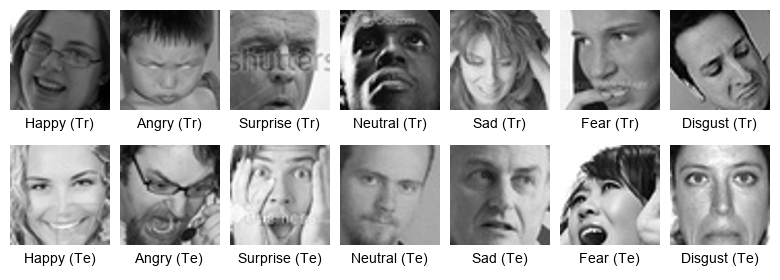 shutters
Happy (Tr)
Angry (Tr)
Surprise (Tr)
Neutral (Tr)
Sad (Tr)
Fear (Tr)
Disgust (Tr)
Happy (Te)
Angry (Te)
Surprise (Te)
Neutral (Te)
Sad (Te)
Fear (Te)
Disgust (Te)